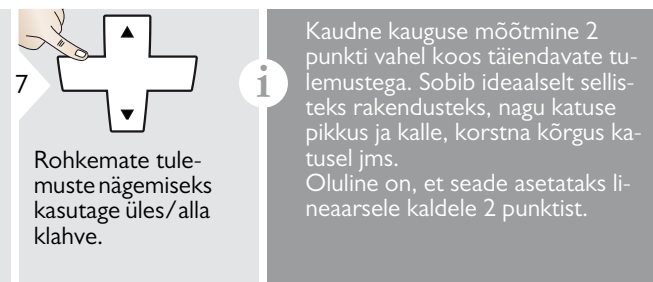 7
Rohkemate tule-
muste nägemiseks
kasutage üles/alla
klahve.
i
Kaudne kauguse mõõtmine 2
punkti vahel koos täiendavate tu-
lemustega. Sobib ideaalselt sellis-
teks rakendusteks, nagu katuse
pikkus ja kalle, korstna kõrgus ka-
tusel jms.
Oluline on, et seade asetataks li-
neaarsele kaldele 2 punktist.